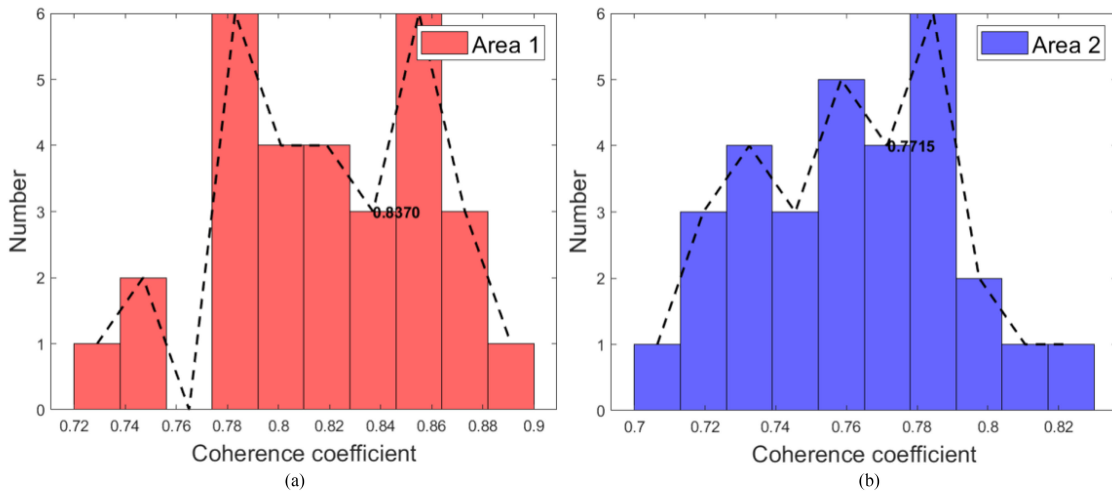 6
5
4
3
2
1
0
Number
0.72 0.74 0.76 0.78 0.8 0.82 0.84 0.86 0.88 0.9
Coherence coefficient
(a)
Area 1
0.8370
6
5
4
3
2
1
0
Number
0.7 0.72 0.74 0.76 0.78 0.8 0.82
Coherence coefficient
(b)
Area 2
0.7715